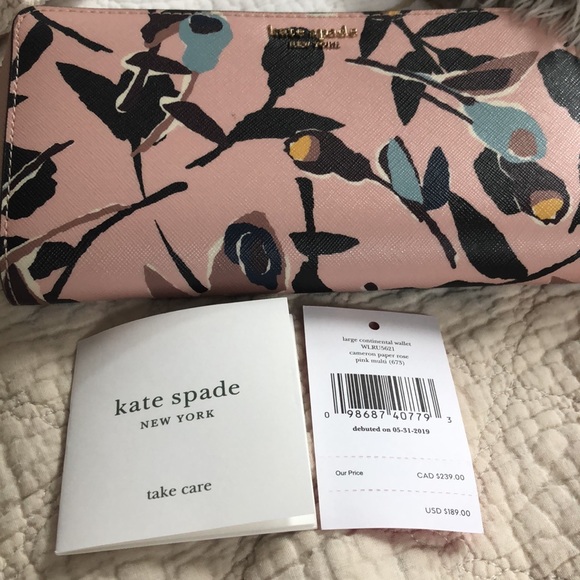 kate spade
NEW YORK
kate spade
NEW YORK
take care
large continental wallet
WLRU5621
cameron paper rose
pink multi (673)
0 98687 40779 3
debuted on 05-31-2019
Our Price CAD $239.00
USD $189.00